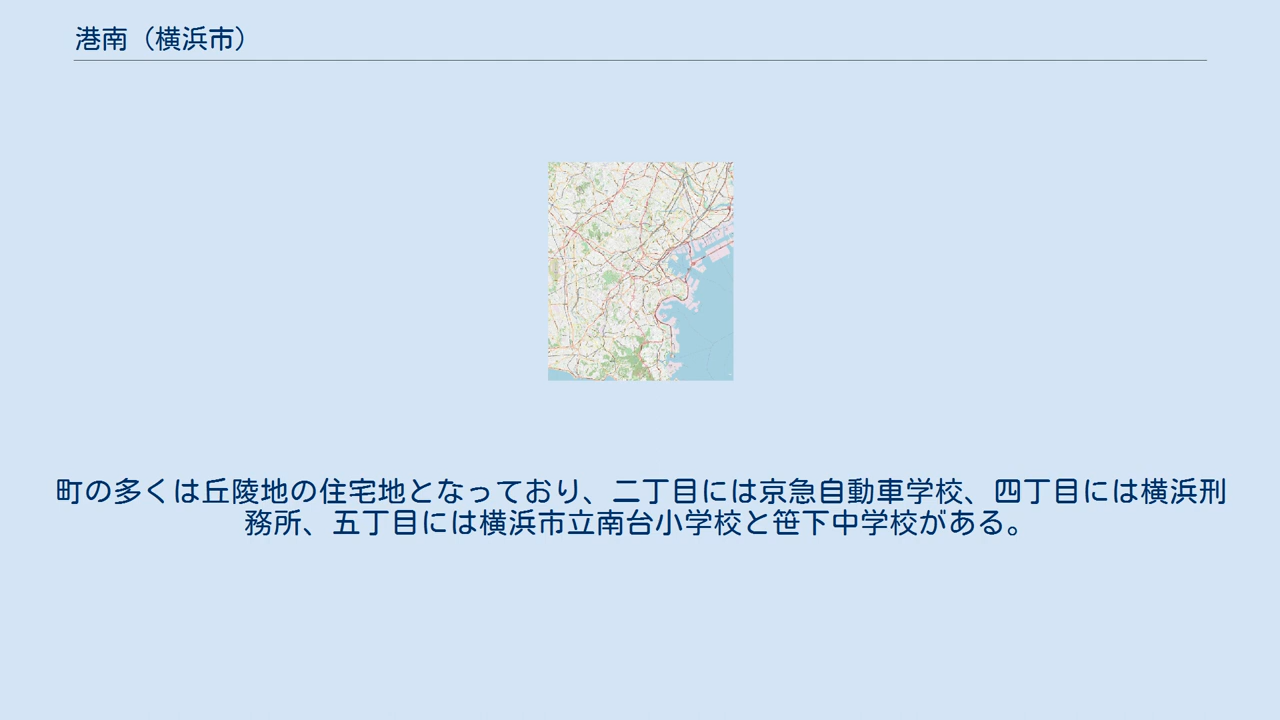 港南（横浜市）
町の多くは丘陵地の住宅地となっており、二丁目には京急自動車学校、四丁目には横浜刑
務所、五丁目には横浜市立南台小学校と笹下中学校がある。